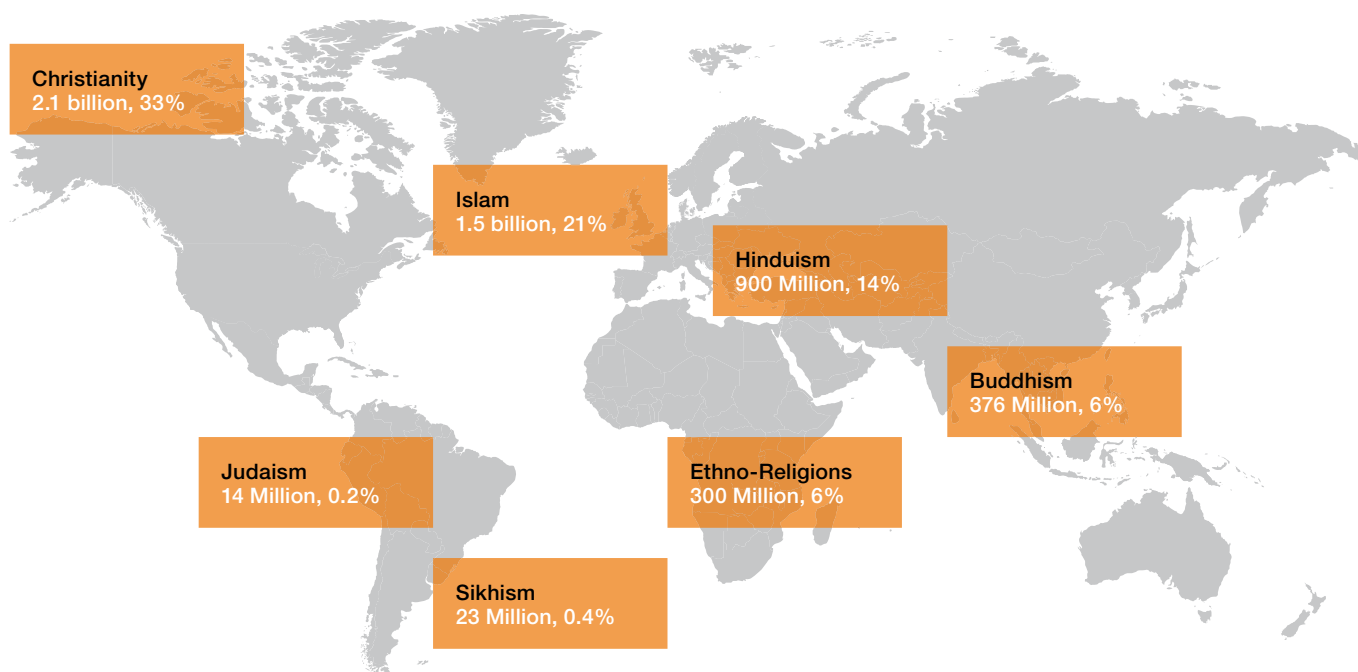 Christianity
2.1 billion, 33%
Islam
1.5 billion, 21%
Hinduism
900 Million, 14%
Buddhism
376 Million, 6%
Judaism
14 Million, 0.2%
Ethno-Religions
300 Million, 6%
Sikhism
23 Million, 0.4%